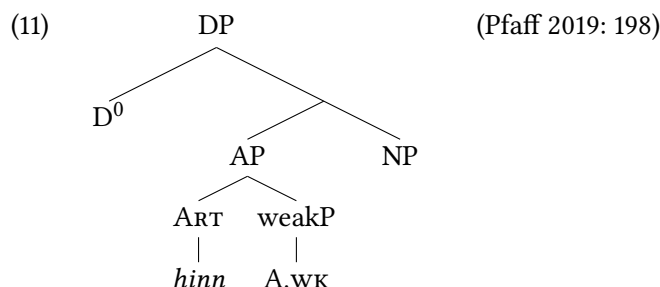 (11) DP (Pfaff 2019: 198)
D⁰
AP NP
ART weakP
hinn A.WK